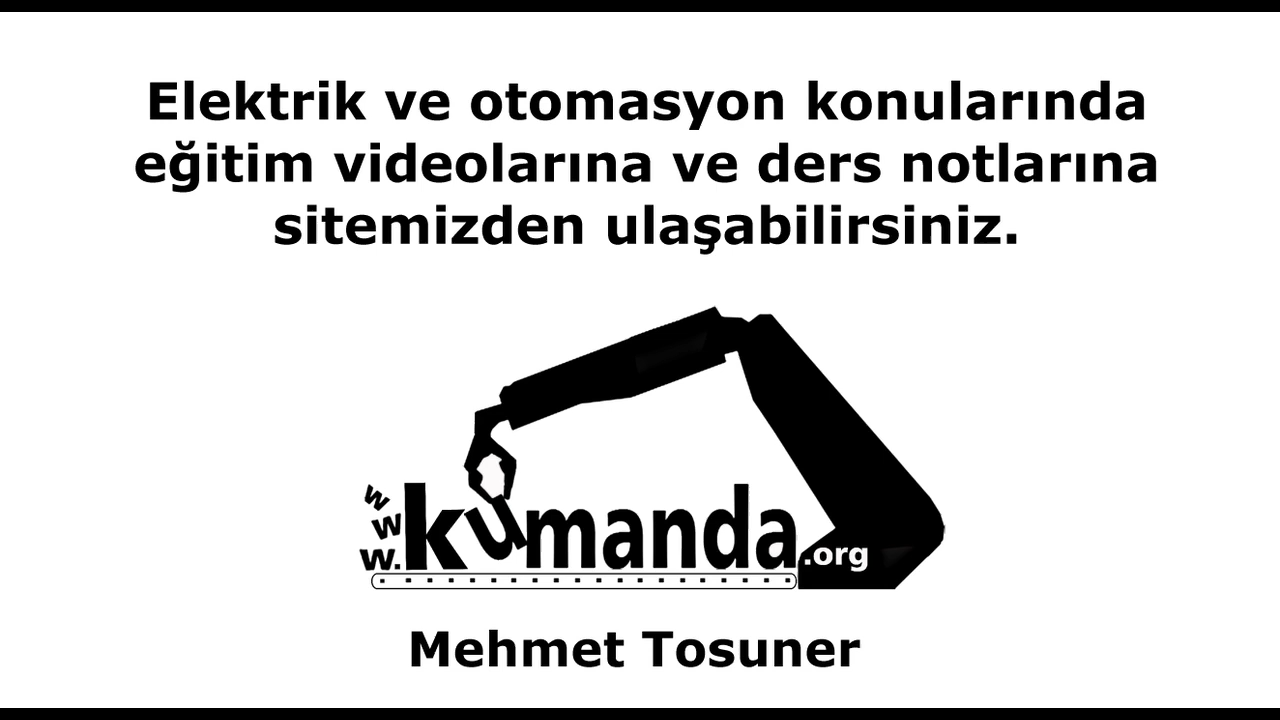 Elektrik ve otomasyon konularında
eğitim videolarına ve ders notlarına
sitemizden ulaşabilirsiniz.
www.kumanda.org
Mehmet Tosuner